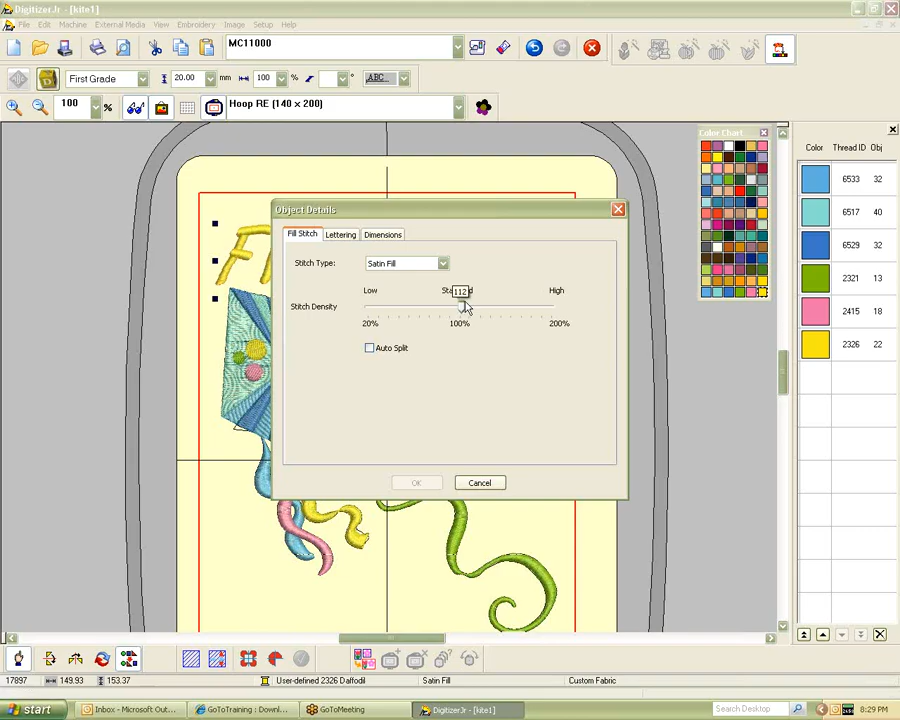 DigitizerJr - [kite1]
File Edit Machine External Media View Embroidery Image Setup Help
MC11000
First Grade 20.00 mm 100 % ABC
100 % Hoop RE (140 x 200)
Color Chart
Color Thread ID Obj
6533 32
6517 40
6529 32
2321 13
2415 18
2326 22
Object Details
Fill Stitch Lettering Dimensions
Stitch Type: Satin Fill
Low High
112
Stitch Density
20% 100% 200%
Auto Split
OK Cancel
17897 149.93 153.37 User-defined 2326 Daffodil Satin Fill Custom Fabric
start Inbox - Microsoft Out... GoToTraining : Downl... GoToMeeting DigitizerJr - [kite1] Search Desktop 8:29 PM